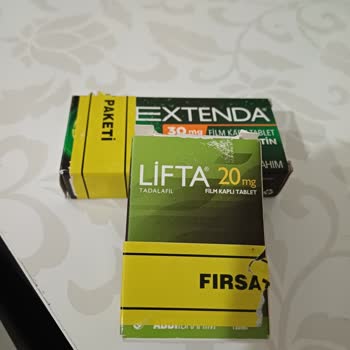 PAKETİ
EXTENDA
30 mg FİLM KAPLI TABLET
LİFTA® 20 mg
TADALAFİL FİLM KAPLI TABLET
FIRSA